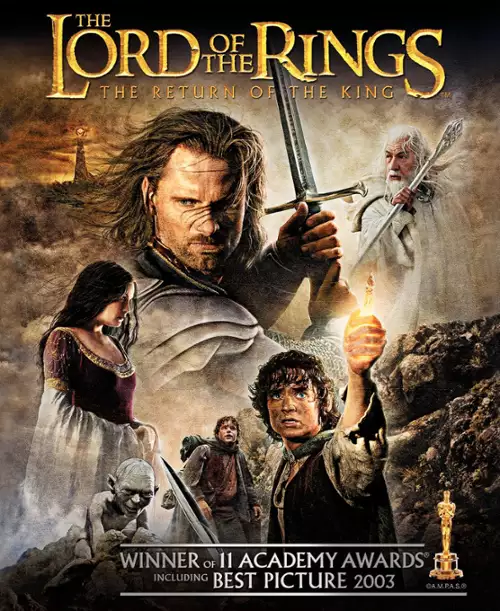 THE
LORD OF THE RINGS
THE RETURN OF THE KING ™
WINNER OF 11 ACADEMY AWARDS®
INCLUDING BEST PICTURE 2003
©A.M.P.A.S.®